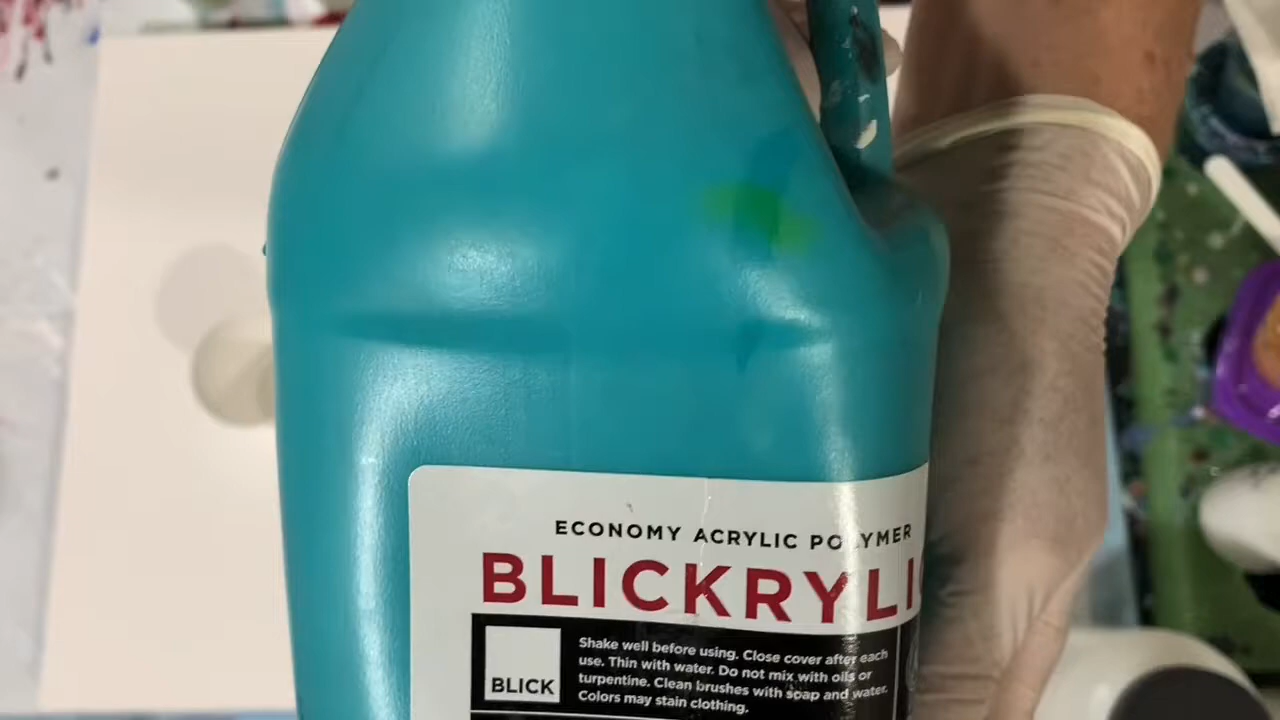 ECONOMY ACRYLIC POLYMER
BLICKRYLIC
BLICK
Shake well before using. Close cover after each
use. Thin with water. Do not mix with oils or
turpentine. Clean brushes with soap and water.
Colors may stain clothing.